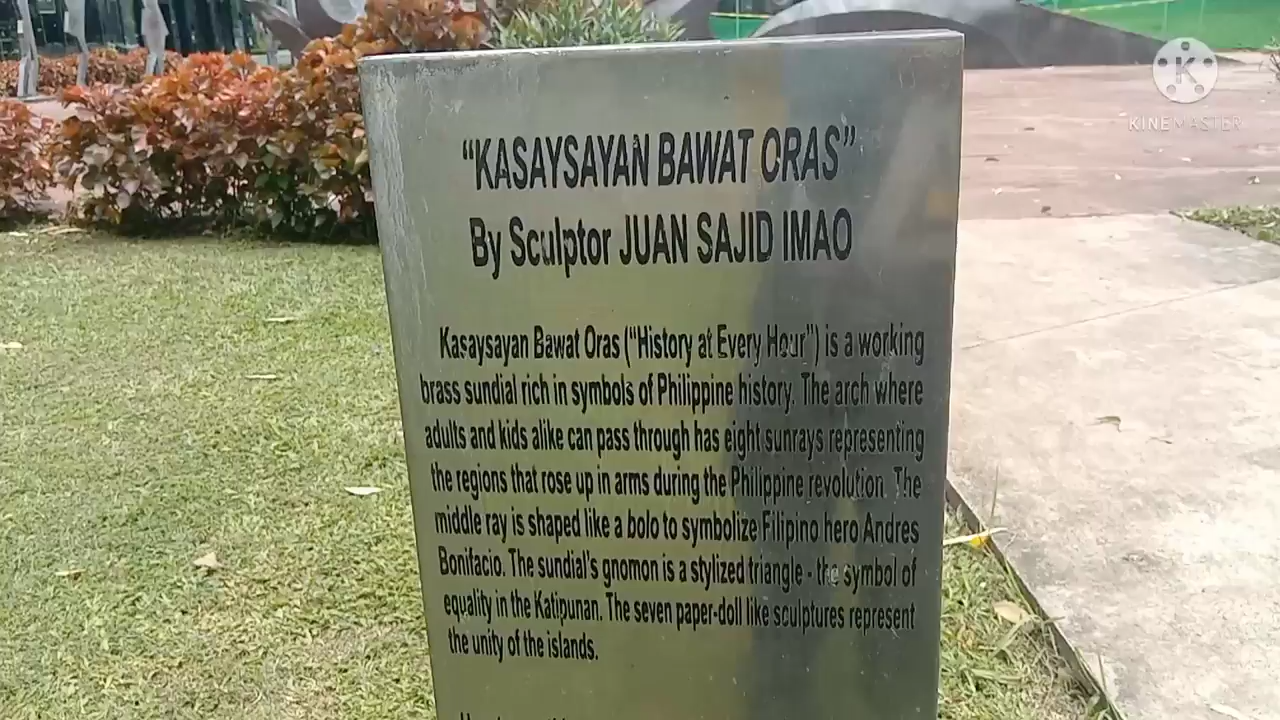 “KASAYSAYAN BAWAT ORAS”
By Sculptor JUAN SAJID IMAO
Kasaysayan Bawat Oras (“History at Every Hour”) is a working
brass sundial rich in symbols of Philippine history. The arch where
adults and kids alike can pass through has eight sunrays representing
the regions that rose up in arms during the Philippine revolution. The
middle ray is shaped like a bolo to symbolize Filipino hero Andres
Bonifacio. The sundial's gnomon is a stylized triangle - the symbol of
equality in the Katipunan. The seven paper-doll like sculptures represent
the unity of the islands.
K
KINEMASTER